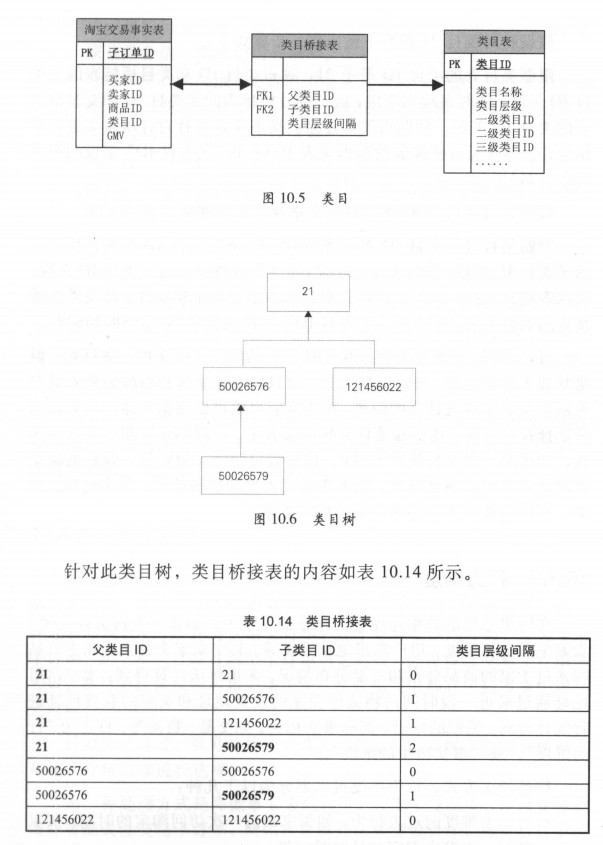 淘宝交易事实表
PK 子订单ID
买家ID
卖家ID
商品ID
类目ID
GMV
类目桥接表
FK1 父类目ID
FK2 子类目ID
类目层级间隔
类目表
PK 类目ID
类目名称
类目层级
一级类目ID
二级类目ID
三级类目ID
......
图 10.5 类目
21
50026576 121456022
50026579
图 10.6 类目树
针对此类目树，类目桥接表的内容如表 10.14 所示。
表 10.14 类目桥接表
父类目 ID 子类目 ID 类目层级间隔
21 21 0
21 50026576 1
21 121456022 1
21 50026579 2
50026576 50026576 0
50026576 50026579 1
121456022 121456022 0